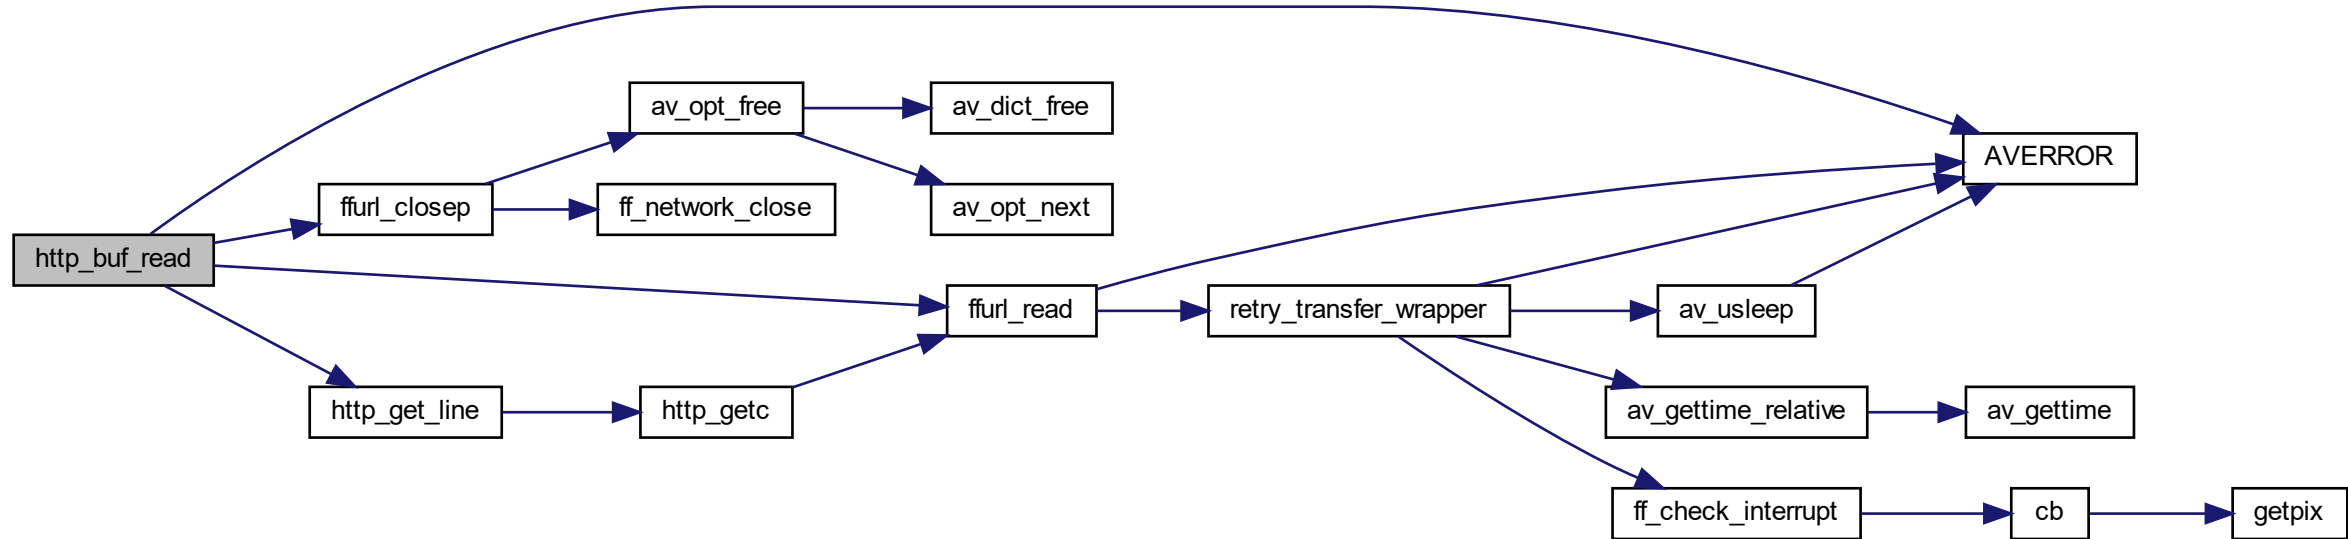 av_opt_free
av_dict_free
AVERROR
ffurl_closep
ff_network_close
av_opt_next
http_buf_read
ffurl_read
retry_transfer_wrapper
av_usleep
http_get_line
http_getc
av_gettime_relative
av_gettime
ff_check_interrupt
cb
getpix